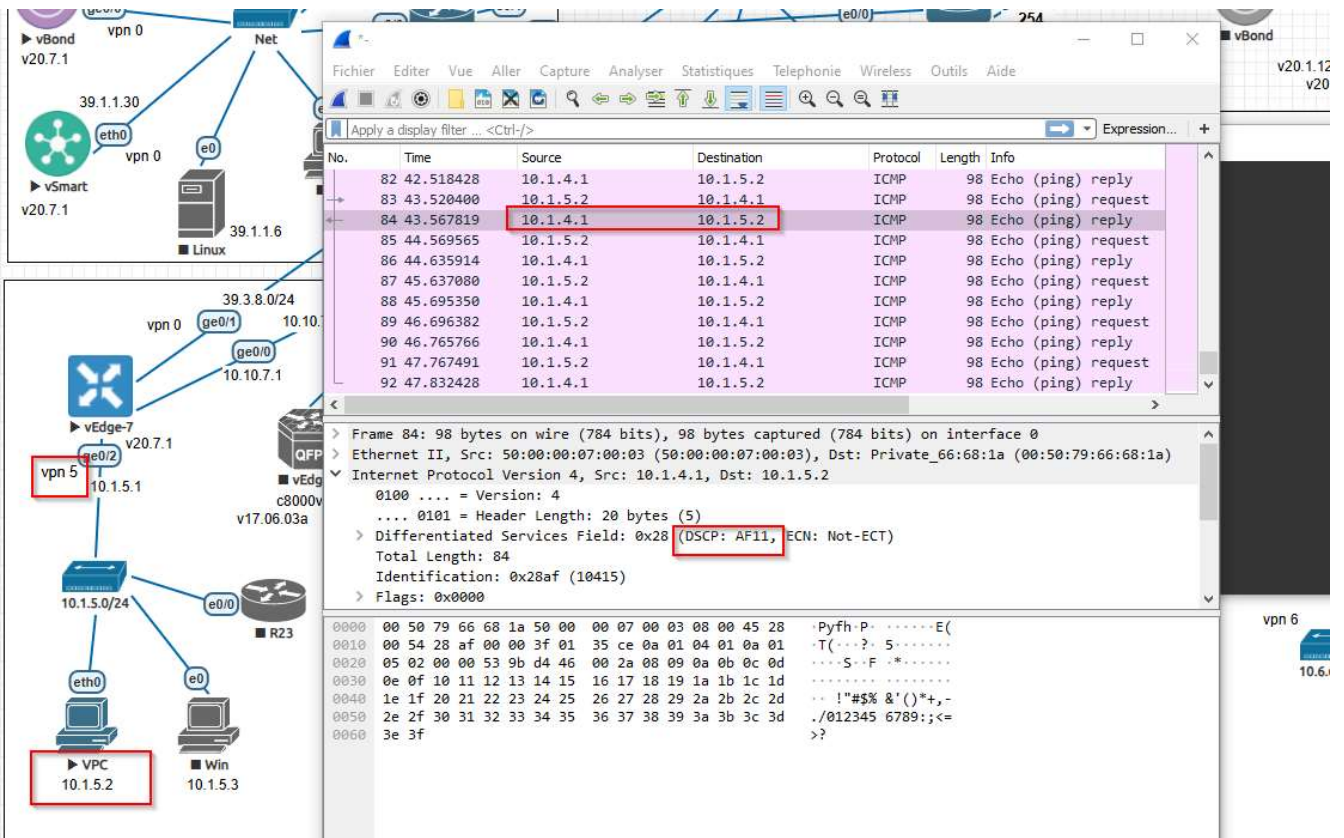 ge0/0
vBond
v20.7.1
vpn 0
Net
39.1.1.30
eth0
vpn 0
e0
vSmart
v20.7.1
39.1.1.6
Linux
e0/0
254
vBond
v20.1.12
v20
39.3.8.0/24
vpn 0
ge0/1
10.10.
ge0/0
10.10.7.1
vEdge-7
v20.7.1
ge0/2
vpn 5
10.1.5.1
QFP
vEdg
c8000v
v17.06.03a
10.1.5.0/24
e0/0
R23
eth0
e0
VPC
Win
10.1.5.2
10.1.5.3
vpn 6
10.6.
*-
Fichier Editer Vue Aller Capture Analyser Statistiques Telephonie Wireless Outils Aide
Apply a display filter ... <Ctrl-/>
Expression... +
No. Time Source Destination Protocol Length Info
82 42.518428 10.1.4.1 10.1.5.2 ICMP 98 Echo (ping) reply
83 43.520400 10.1.5.2 10.1.4.1 ICMP 98 Echo (ping) request
84 43.567819 10.1.4.1 10.1.5.2 ICMP 98 Echo (ping) reply
85 44.569565 10.1.5.2 10.1.4.1 ICMP 98 Echo (ping) request
86 44.635914 10.1.4.1 10.1.5.2 ICMP 98 Echo (ping) reply
87 45.637080 10.1.5.2 10.1.4.1 ICMP 98 Echo (ping) request
88 45.695350 10.1.4.1 10.1.5.2 ICMP 98 Echo (ping) reply
89 46.696382 10.1.5.2 10.1.4.1 ICMP 98 Echo (ping) request
90 46.765766 10.1.4.1 10.1.5.2 ICMP 98 Echo (ping) reply
91 47.767491 10.1.5.2 10.1.4.1 ICMP 98 Echo (ping) request
92 47.832428 10.1.4.1 10.1.5.2 ICMP 98 Echo (ping) reply
Frame 84: 98 bytes on wire (784 bits), 98 bytes captured (784 bits) on interface 0
Ethernet II, Src: 50:00:00:07:00:03 (50:00:00:07:00:03), Dst: Private_66:68:1a (00:50:79:66:68:1a)
Internet Protocol Version 4, Src: 10.1.4.1, Dst: 10.1.5.2
0100 .... = Version: 4
.... 0101 = Header Length: 20 bytes (5)
Differentiated Services Field: 0x28 (DSCP: AF11, ECN: Not-ECT)
Total Length: 84
Identification: 0x28af (10415)
Flags: 0x0000
0000 00 50 79 66 68 1a 50 00 00 07 00 03 08 00 45 28 ·Pyfh·P· ······E(
0010 00 54 28 af 00 00 3f 01 35 ce 0a 01 04 01 0a 01 ·T(···?· 5·······
0020 05 02 00 00 53 9b d4 46 00 2a 08 09 0a 0b 0c 0d ····S··F ·*······
0030 0e 0f 10 11 12 13 14 15 16 17 18 19 1a 1b 1c 1d ········ ········
0040 1e 1f 20 21 22 23 24 25 26 27 28 29 2a 2b 2c 2d ·· !"#$% &'()*+,-
0050 2e 2f 30 31 32 33 34 35 36 37 38 39 3a 3b 3c 3d ./012345 6789:;<=
0060 3e 3f >?